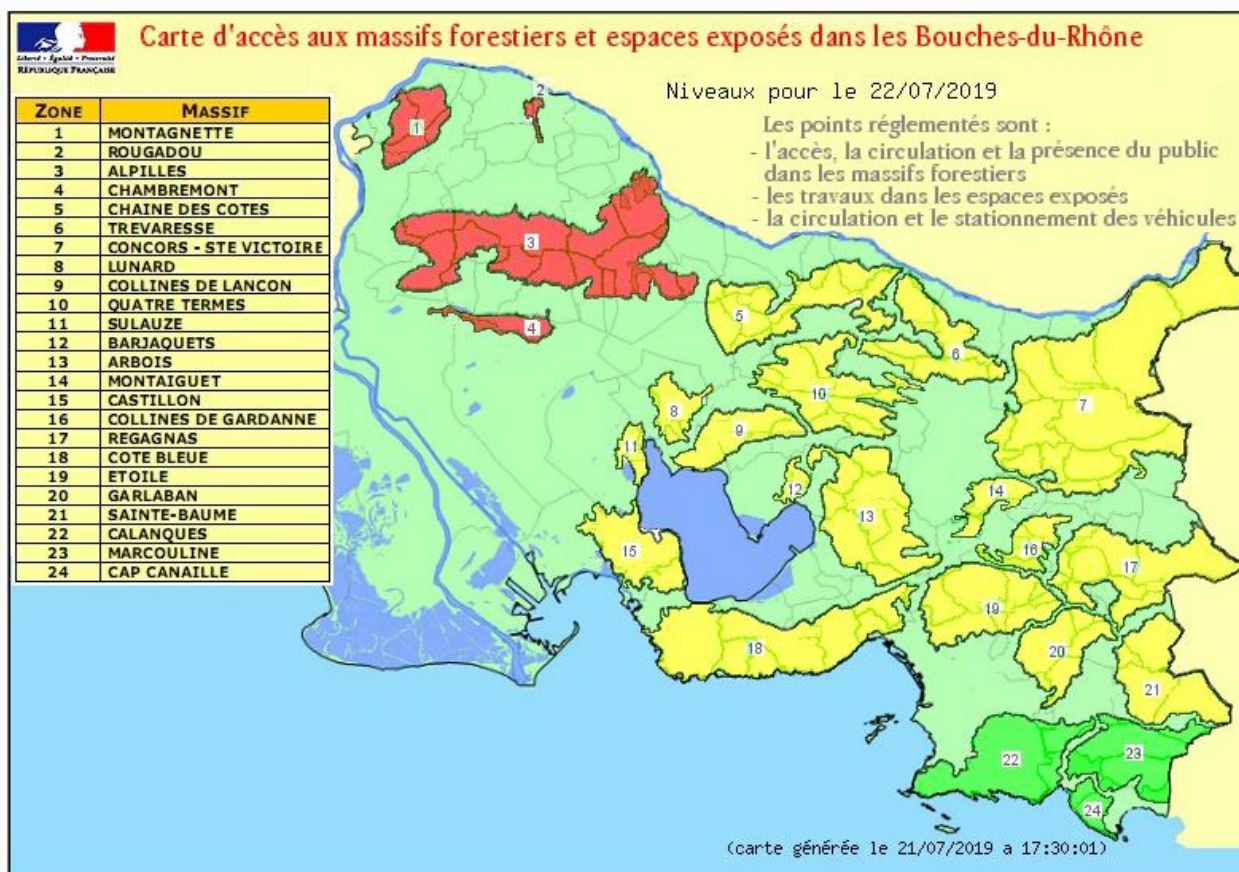 Carte d'accès aux massifs forestiers et espaces exposés dans les Bouches-du-Rhône
Liberté • Égalité • Fraternité
RÉPUBLIQUE FRANÇAISE
Niveaux pour le 22/07/2019
Les points réglementés sont :
- l'accès, la circulation et la présence du public
dans les massifs forestiers
- les travaux dans les espaces exposés
- la circulation et le stationnement des véhicules
ZONE MASSIF
1 MONTAGNETTE
2 ROUGADOU
3 ALPILLES
4 CHAMBREMONT
5 CHAINE DES COTES
6 TREVARESSE
7 CONCORS - STE VICTOIRE
8 LUNARD
9 COLLINES DE LANCON
10 QUATRE TERMES
11 SULAUZE
12 BARJAQUETS
13 ARBOIS
14 MONTAIGUET
15 CASTILLON
16 COLLINES DE GARDANNE
17 REGAGNAS
18 COTE BLEUE
19 ETOILE
20 GARLABAN
21 SAINTE-BAUME
22 CALANQUES
23 MARCOULINE
24 CAP CANAILLE
2
1
3
4
5
6
10
7
8
9
11
12
14
13
15
16
17
19
18
20
21
22
23
24
(carte générée le 21/07/2019 a 17:30:01)